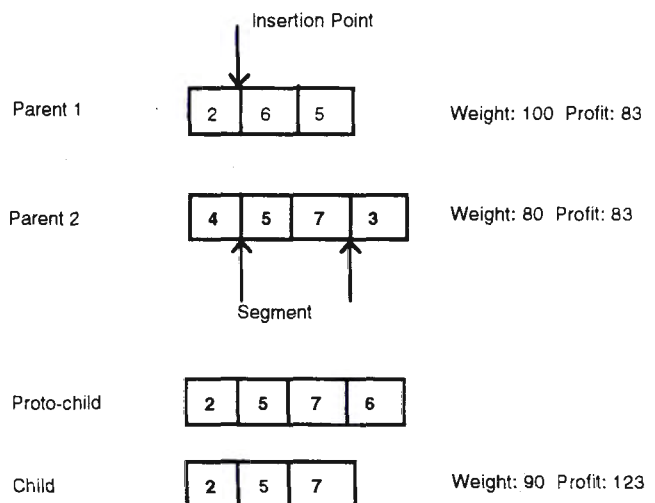 Insertion Point
Parent 1 2 6 5 Weight: 100 Profit: 83
Parent 2 4 5 7 3 Weight: 80 Profit: 83
Segment
Proto-child 2 5 7 6
Child 2 5 7 Weight: 90 Profit: 123